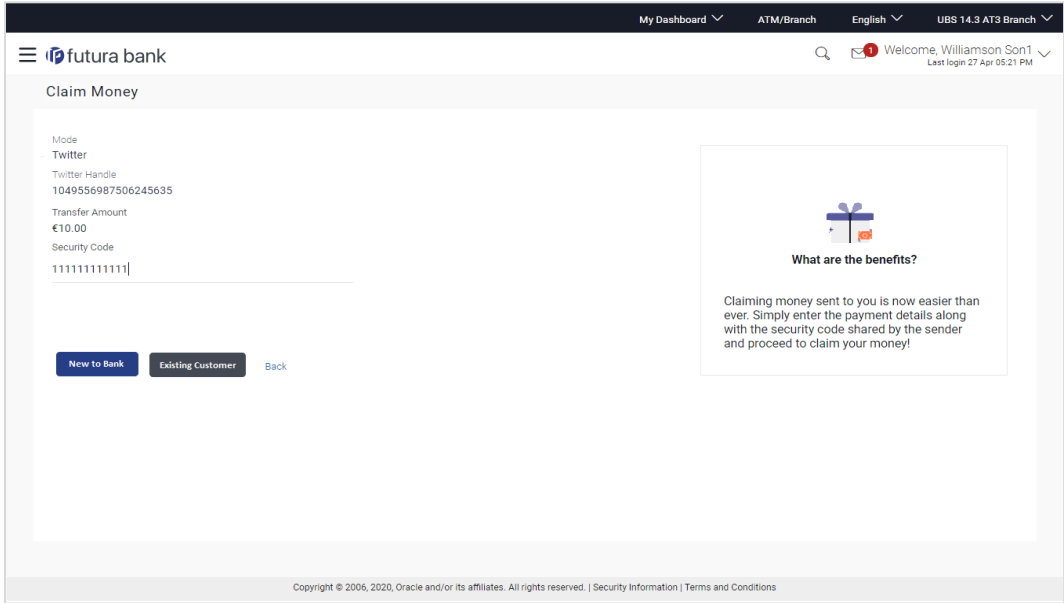 My Dashboard ATM/Branch English UBS 14.3 AT3 Branch
futura bank
1
Welcome, Williamson Son1
Last login 27 Apr 05:21 PM
Claim Money
Mode
Twitter
Twitter Handle
1049556987506245635
Transfer Amount
€10.00
Security Code
111111111111
New to Bank Existing Customer Back
What are the benefits?
Claiming money sent to you is now easier than
ever. Simply enter the payment details along
with the security code shared by the sender
and proceed to claim your money!
Copyright © 2006, 2020, Oracle and/or its affiliates. All rights reserved. | Security Information | Terms and Conditions